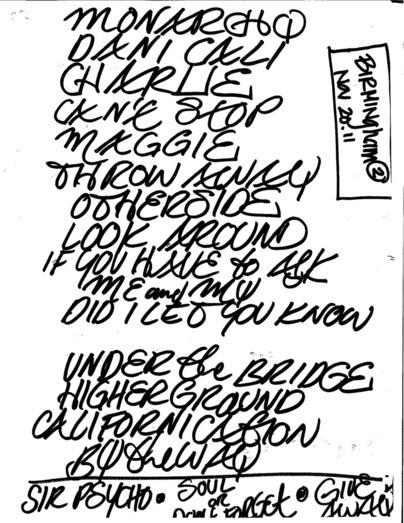 MONARCHY
DANI CALI
CHARLIE
CAN'T STOP
MAGGIE
THROW AWAY
OTHERSIDE
LOOK AROUND
IF YOU HAVE to ASK
ME and MY
DID I LET YOU KNOW
UNDER the BRIDGE
HIGHER GROUND
CALIFORNICATION
BY the WAY
SIR PSYCHO • SOUL or DON'T FORGET • GIVE AWAY
BIRMINGHAM 2
NOV 20.11